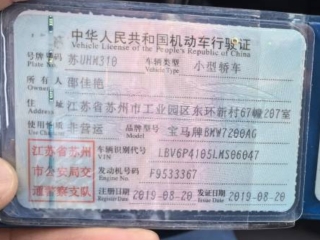 中华人民共和国机动车行驶证
Vehicle License of the People's Republic of China
号牌号码 苏UHK310 车辆类型 小型轿车
Plate No. Vehicle Type
所有人 邵佳艳
Owner
住址 江苏省苏州市工业园区东环新村67幢207室
Address
使用性质 非营运 品牌型号 宝马牌BMW7200AG
Use Character Model
江苏省苏州 车辆识别代号 LBV6P4105LMS06047
VIN
市公安局交 发动机号码 F9533367
Engine No.
通警察支队 注册日期 2019-08-20 发证日期 2019-08-20
Register Date Issue Date